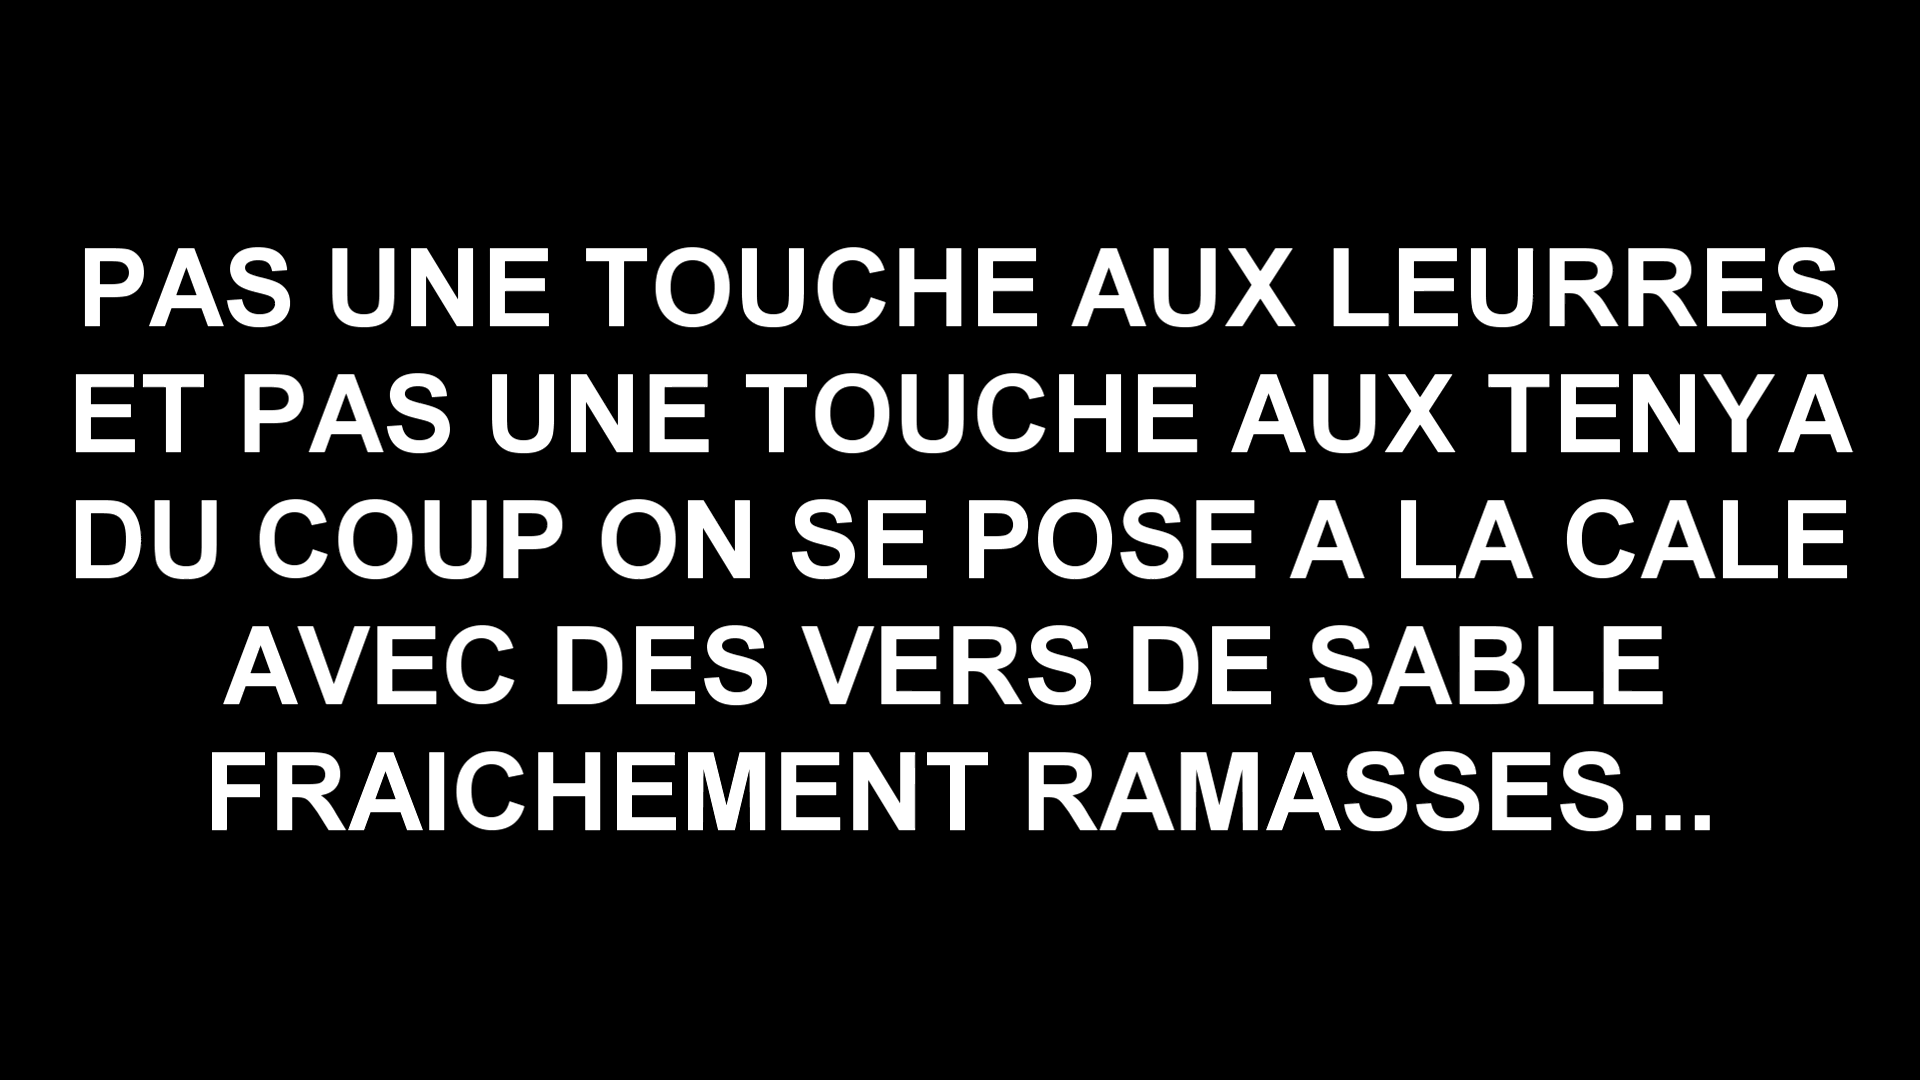 PAS UNE TOUCHE AUX LEURRES
ET PAS UNE TOUCHE AUX TENYA
DU COUP ON SE POSE A LA CALE
AVEC DES VERS DE SABLE
FRAICHEMENT RAMASSES...